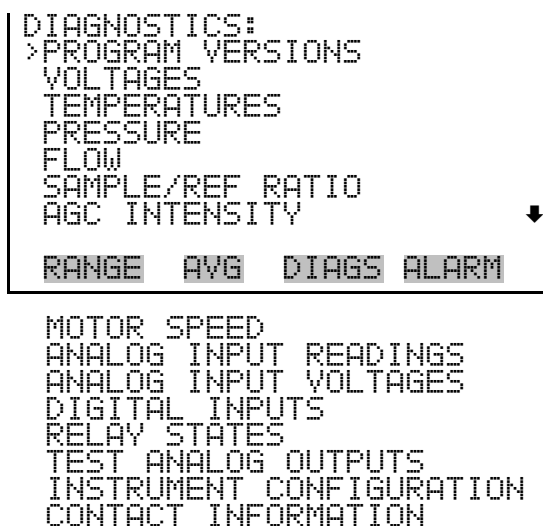 DIAGNOSTICS:
>PROGRAM VERSIONS
VOLTAGES
TEMPERATURES
PRESSURE
FLOW
SAMPLE/REF RATIO
AGC INTENSITY
RANGE AVG DIAGS ALARM
MOTOR SPEED
ANALOG INPUT READINGS
ANALOG INPUT VOLTAGES
DIGITAL INPUTS
RELAY STATES
TEST ANALOG OUTPUTS
INSTRUMENT CONFIGURATION
CONTACT INFORMATION